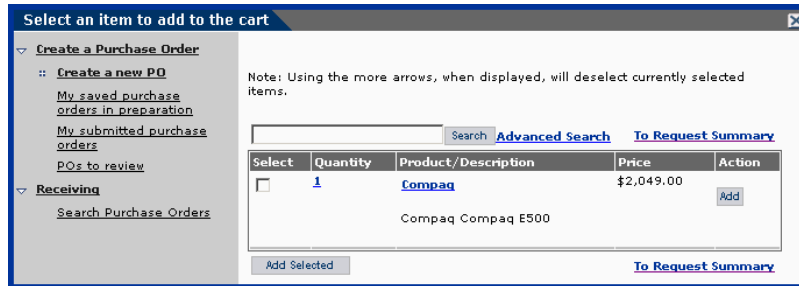 Select an item to add to the cart
Create a Purchase Order
Create a new PO
My saved purchase
orders in preparation
My submitted purchase
orders
POs to review
Receiving
Search Purchase Orders
Note: Using the more arrows, when displayed, will deselect currently selected
items.
Search Advanced Search To Request Summary
Select Quantity Product/Description Price Action
1 Compaq $2,049.00 Add
Compaq Compaq E500
Add Selected To Request Summary